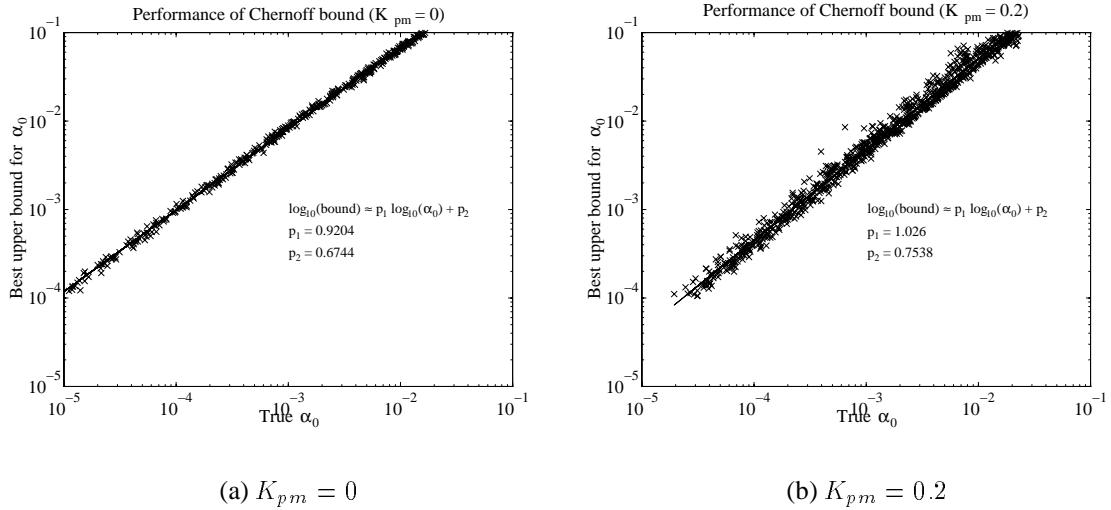 Performance of Chernoff bound (K pm = 0)
Best upper bound for α0
10−1
10−2
10−3
10−4
10−5
log10(bound) ≈ p1 log10(α0) + p2
p1 = 0.9204
p2 = 0.6744
10−5 10−4 10−3 10−2 10−1
True α0
(a) Kpm = 0
Performance of Chernoff bound (K pm = 0.2)
Best upper bound for α0
10−1
10−2
10−3
10−4
10−5
log10(bound) ≈ p1 log10(α0) + p2
p1 = 1.026
p2 = 0.7538
10−5 10−4 10−3 10−2 10−1
True α0
(b) Kpm = 0.2